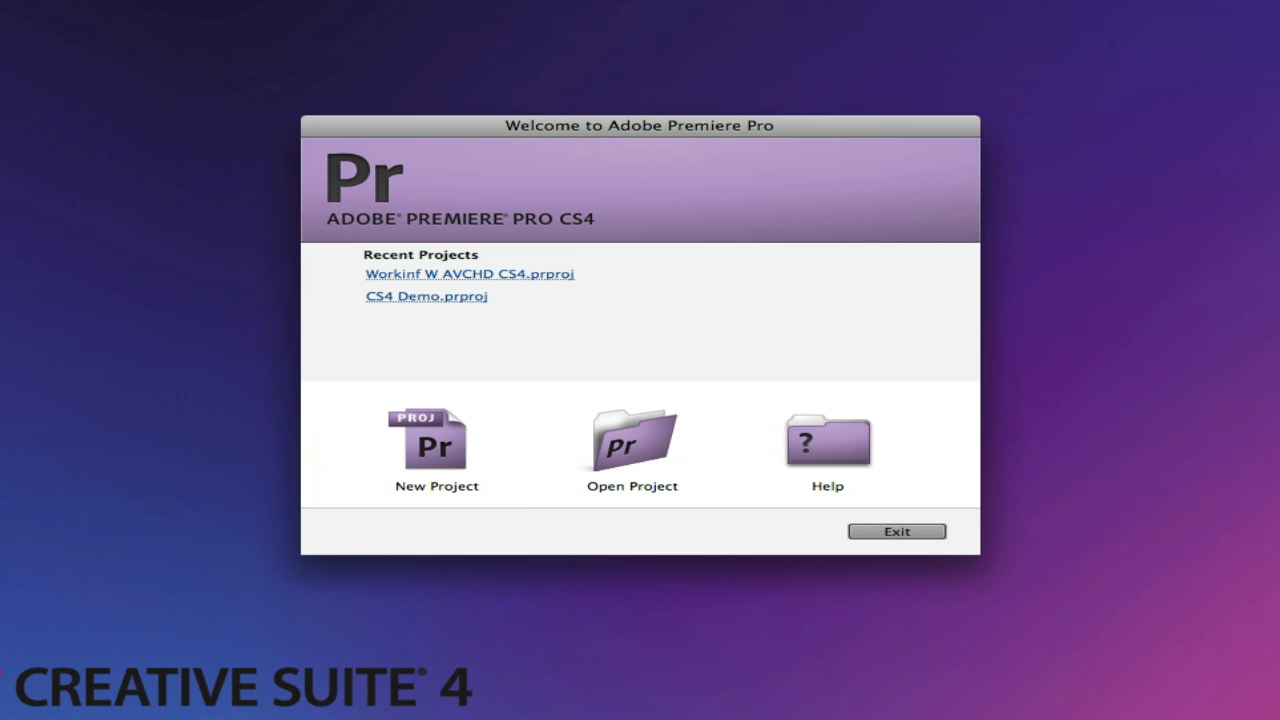 Welcome to Adobe Premiere Pro
Pr
ADOBE® PREMIERE® PRO CS4
Recent Projects
Workinf W AVCHD CS4.prproj
CS4 Demo.prproj
PROJ
Pr
Pr
?
New Project
Open Project
Help
Exit
CREATIVE SUITE® 4